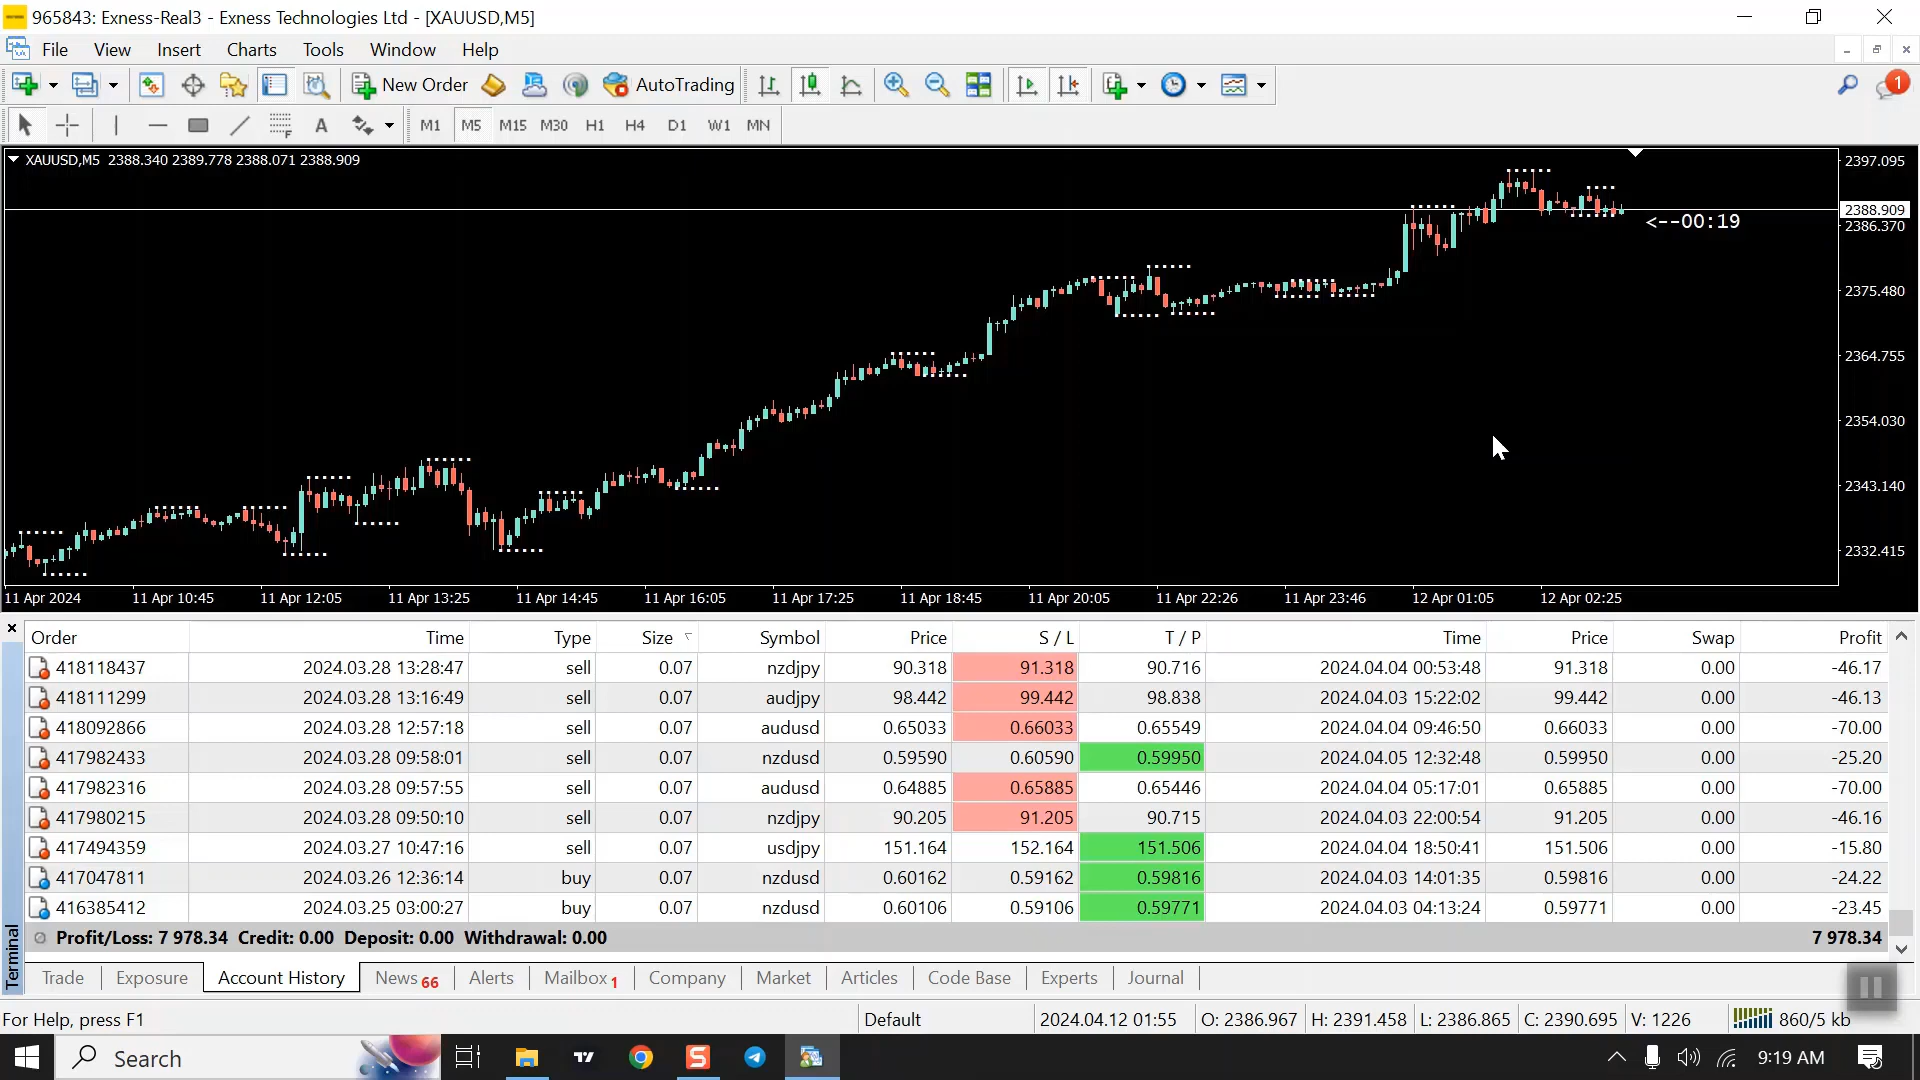 965843: Exness-Real3 - Exness Technologies Ltd - [XAUUSD,M5]
File View Insert Charts Tools Window Help
New Order AutoTrading 1
A M1 M5 M15 M30 H1 H4 D1 W1 MN
XAUUSD,M5 2388.340 2389.778 2388.071 2388.909
2397.095
2388.909
<--00:19
2386.370
2375.480
2364.755
2354.030
2343.140
2332.415
11 Apr 2024 11 Apr 10:45 11 Apr 12:05 11 Apr 13:25 11 Apr 14:45 11 Apr 16:05 11 Apr 17:25 11 Apr 18:45 11 Apr 20:05 11 Apr 22:26 11 Apr 23:46 12 Apr 01:05 12 Apr 02:25
Order Time Type Size Symbol Price S / L T / P Time Price Swap Profit
418118437 2024.03.28 13:28:47 sell 0.07 nzdjpy 90.318 91.318 90.716 2024.04.04 00:53:48 91.318 0.00 -46.17
418111299 2024.03.28 13:16:49 sell 0.07 audjpy 98.442 99.442 98.838 2024.04.03 15:22:02 99.442 0.00 -46.13
418092866 2024.03.28 12:57:18 sell 0.07 audusd 0.65033 0.66033 0.65549 2024.04.04 09:46:50 0.66033 0.00 -70.00
417982433 2024.03.28 09:58:01 sell 0.07 nzdusd 0.59590 0.60590 0.59950 2024.04.05 12:32:48 0.59950 0.00 -25.20
417982316 2024.03.28 09:57:55 sell 0.07 audusd 0.64885 0.65885 0.65446 2024.04.04 05:17:01 0.65885 0.00 -70.00
417980215 2024.03.28 09:50:10 sell 0.07 nzdjpy 90.205 91.205 90.715 2024.04.03 22:00:54 91.205 0.00 -46.16
417494359 2024.03.27 10:47:16 sell 0.07 usdjpy 151.164 152.164 151.506 2024.04.04 18:50:41 151.506 0.00 -15.80
417047811 2024.03.26 12:36:14 buy 0.07 nzdusd 0.60162 0.59162 0.59816 2024.04.03 14:01:35 0.59816 0.00 -24.22
416385412 2024.03.25 03:00:27 buy 0.07 nzdusd 0.60106 0.59106 0.59771 2024.04.03 04:13:24 0.59771 0.00 -23.45
Profit/Loss: 7 978.34 Credit: 0.00 Deposit: 0.00 Withdrawal: 0.00 7 978.34
Terminal
Trade Exposure Account History News 66 Alerts Mailbox 1 Company Market Articles Code Base Experts Journal
For Help, press F1 Default 2024.04.12 01:55 O: 2386.967 H: 2391.458 L: 2386.865 C: 2390.695 V: 1226 860/5 kb
Search 9:19 AM